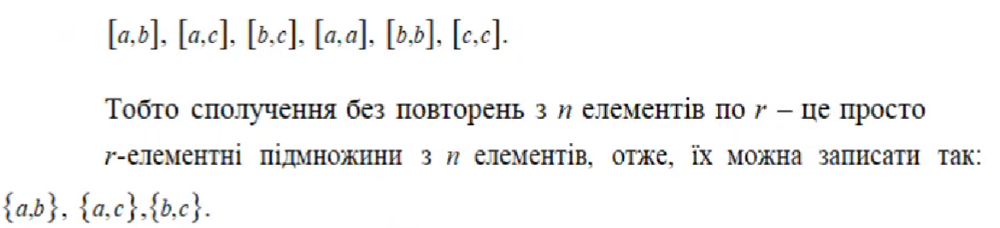 [a,b], [a,c], [b,c], [a,a], [b,b], [c,c].
Тобто сполучення без повторень з n елементів по r – це просто
r-елементні підмножини з n елементів, отже, їх можна записати так:
{a,b}, {a,c},{b,c}.